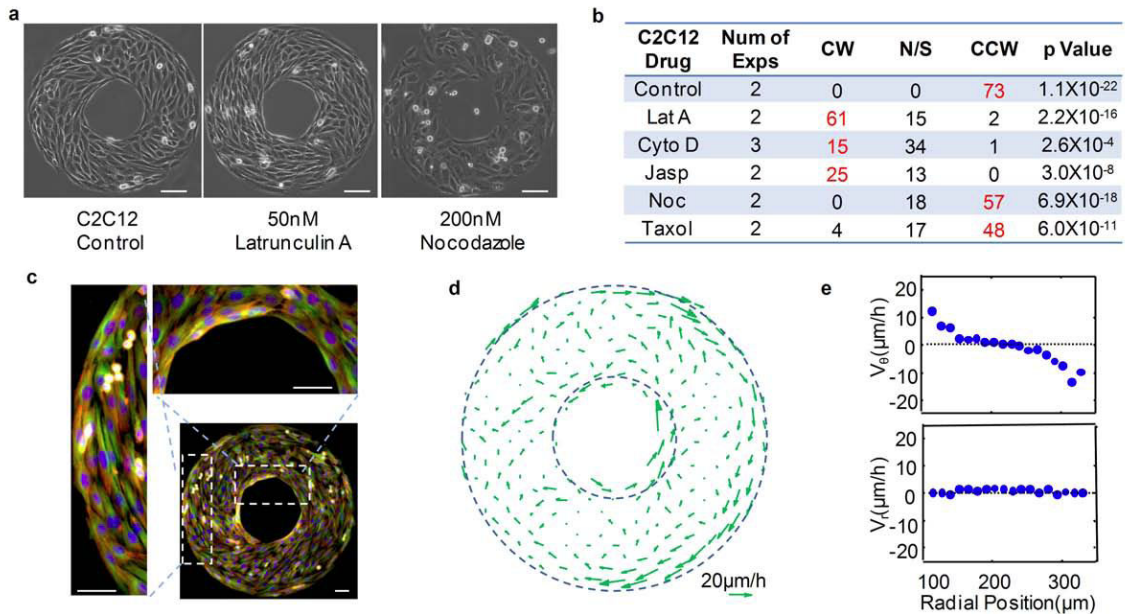 a
C2C12
Control
50nM
Latrunculin A
200nM
Nocodazole
b
C2C12 Drug Num of Exps CW N/S CCW p Value
Control 2 0 0 73 1.1X10⁻²²
Lat A 2 61 15 2 2.2X10⁻¹⁶
Cyto D 3 15 34 1 2.6X10⁻⁴
Jasp 2 25 13 0 3.0X10⁻⁸
Noc 2 0 18 57 6.9X10⁻¹⁸
Taxol 2 4 17 48 6.0X10⁻¹¹
c
d
20μm/h
e
Vθ(μm/h)
20
10
0
-10
-20
Vr(μm/h)
20
10
0
-10
-20
100 200 300
Radial Position(μm)